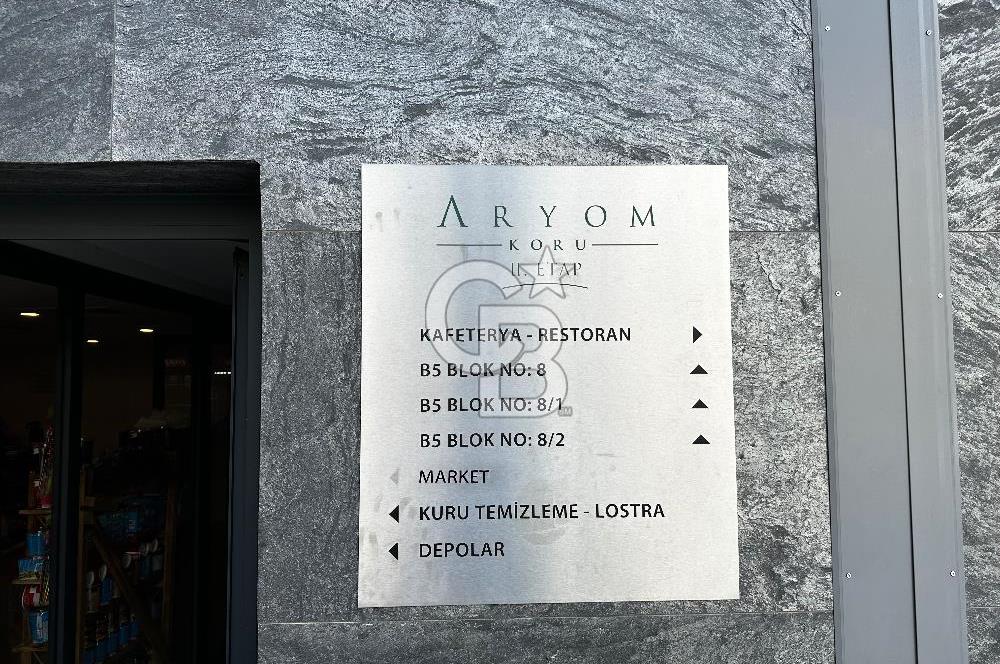 ARYOM
KORU
II. ETAP
KAFETERYA - RESTORAN
B5 BLOK NO: 8
B5 BLOK NO: 8/1
B5 BLOK NO: 8/2
MARKET
KURU TEMİZLEME - LOSTRA
DEPOLAR
CB